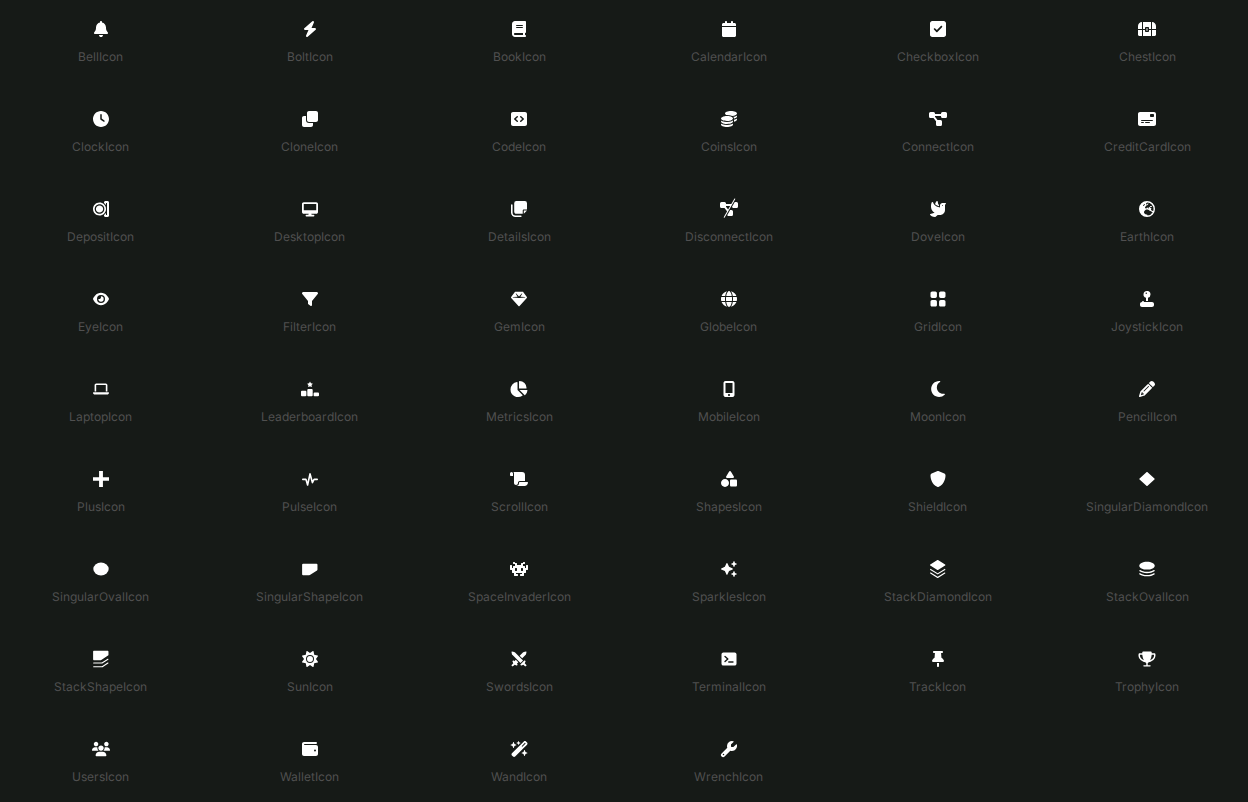 BellIcon BoltIcon BookIcon CalendarIcon CheckboxIcon ChestIcon
ClockIcon CloneIcon CodeIcon CoinsIcon ConnectIcon CreditCardIcon
DepositIcon DesktopIcon DetailsIcon DisconnectIcon DoveIcon EarthIcon
EyeIcon FilterIcon GemIcon GlobeIcon GridIcon JoystickIcon
LaptopIcon LeaderboardIcon MetricsIcon MobileIcon MoonIcon PencilIcon
PlusIcon PulseIcon ScrollIcon ShapesIcon ShieldIcon SingularDiamondIcon
SingularOvalIcon SingularShapeIcon SpaceInvaderIcon SparklesIcon StackDiamondIcon StackOvalIcon
StackShapeIcon SunIcon SwordsIcon TerminalIcon TrackIcon TrophyIcon
UsersIcon WalletIcon WandIcon WrenchIcon